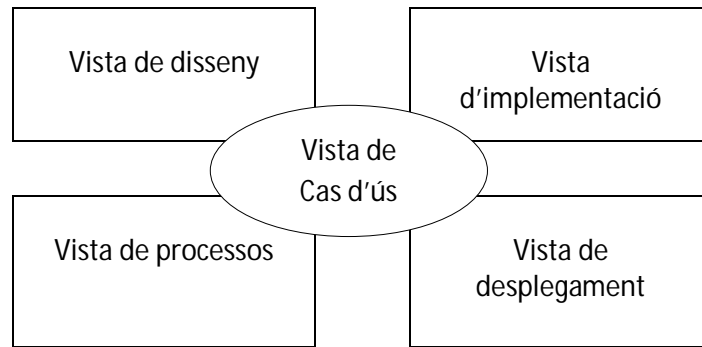 Vista de disseny
Vista
d'implementació
Vista de
Cas d'ús
Vista de processos
Vista de
desplegament